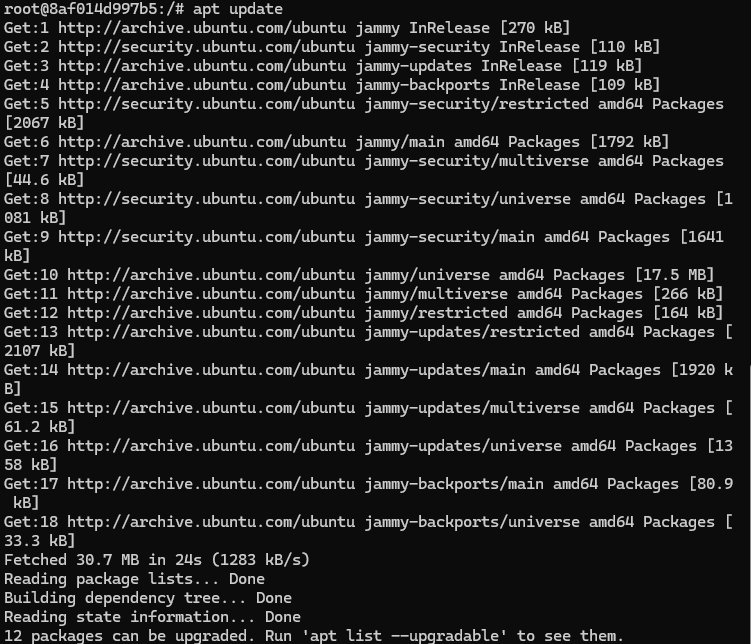 root@8af014d997b5:/# apt update
Get:1 http://archive.ubuntu.com/ubuntu jammy InRelease [270 kB]
Get:2 http://security.ubuntu.com/ubuntu jammy-security InRelease [110 kB]
Get:3 http://archive.ubuntu.com/ubuntu jammy-updates InRelease [119 kB]
Get:4 http://archive.ubuntu.com/ubuntu jammy-backports InRelease [109 kB]
Get:5 http://security.ubuntu.com/ubuntu jammy-security/restricted amd64 Packages
[2067 kB]
Get:6 http://archive.ubuntu.com/ubuntu jammy/main amd64 Packages [1792 kB]
Get:7 http://security.ubuntu.com/ubuntu jammy-security/multiverse amd64 Packages
[44.6 kB]
Get:8 http://security.ubuntu.com/ubuntu jammy-security/universe amd64 Packages [1
081 kB]
Get:9 http://security.ubuntu.com/ubuntu jammy-security/main amd64 Packages [1641
kB]
Get:10 http://archive.ubuntu.com/ubuntu jammy/universe amd64 Packages [17.5 MB]
Get:11 http://archive.ubuntu.com/ubuntu jammy/multiverse amd64 Packages [266 kB]
Get:12 http://archive.ubuntu.com/ubuntu jammy/restricted amd64 Packages [164 kB]
Get:13 http://archive.ubuntu.com/ubuntu jammy-updates/restricted amd64 Packages [
2107 kB]
Get:14 http://archive.ubuntu.com/ubuntu jammy-updates/main amd64 Packages [1920 k
B]
Get:15 http://archive.ubuntu.com/ubuntu jammy-updates/multiverse amd64 Packages [
61.2 kB]
Get:16 http://archive.ubuntu.com/ubuntu jammy-updates/universe amd64 Packages [13
58 kB]
Get:17 http://archive.ubuntu.com/ubuntu jammy-backports/main amd64 Packages [80.9
 kB]
Get:18 http://archive.ubuntu.com/ubuntu jammy-backports/universe amd64 Packages [
33.3 kB]
Fetched 30.7 MB in 24s (1283 kB/s)
Reading package lists... Done
Building dependency tree... Done
Reading state information... Done
12 packages can be upgraded. Run 'apt list --upgradable' to see them.